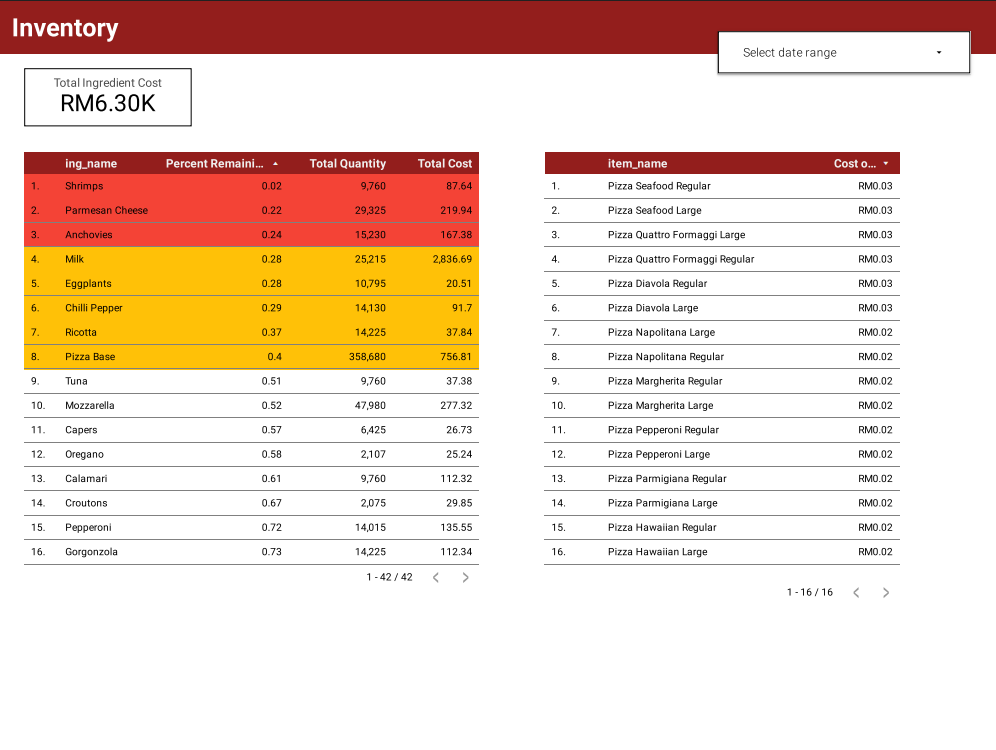 Inventory
Select date range
Total Ingredient Cost
RM6.30K
ing_name Percent Remaini... Total Quantity Total Cost
1. Shrimps 0.02 9,760 87.64
2. Parmesan Cheese 0.22 29,325 219.94
3. Anchovies 0.24 15,230 167.38
4. Milk 0.28 25,215 2,836.69
5. Eggplants 0.28 10,795 20.51
6. Chilli Pepper 0.29 14,130 91.7
7. Ricotta 0.37 14,225 37.84
8. Pizza Base 0.4 358,680 756.81
9. Tuna 0.51 9,760 37.38
10. Mozzarella 0.52 47,980 277.32
11. Capers 0.57 6,425 26.73
12. Oregano 0.58 2,107 25.24
13. Calamari 0.61 9,760 112.32
14. Croutons 0.67 2,075 29.85
15. Pepperoni 0.72 14,015 135.55
16. Gorgonzola 0.73 14,225 112.34
1 - 42 / 42
item_name Cost o...
1. Pizza Seafood Regular RM0.03
2. Pizza Seafood Large RM0.03
3. Pizza Quattro Formaggi Large RM0.03
4. Pizza Quattro Formaggi Regular RM0.03
5. Pizza Diavola Regular RM0.03
6. Pizza Diavola Large RM0.03
7. Pizza Napolitana Large RM0.02
8. Pizza Napolitana Regular RM0.02
9. Pizza Margherita Regular RM0.02
10. Pizza Margherita Large RM0.02
11. Pizza Pepperoni Regular RM0.02
12. Pizza Pepperoni Large RM0.02
13. Pizza Parmigiana Regular RM0.02
14. Pizza Parmigiana Large RM0.02
15. Pizza Hawaiian Regular RM0.02
16. Pizza Hawaiian Large RM0.02
1 - 16 / 16